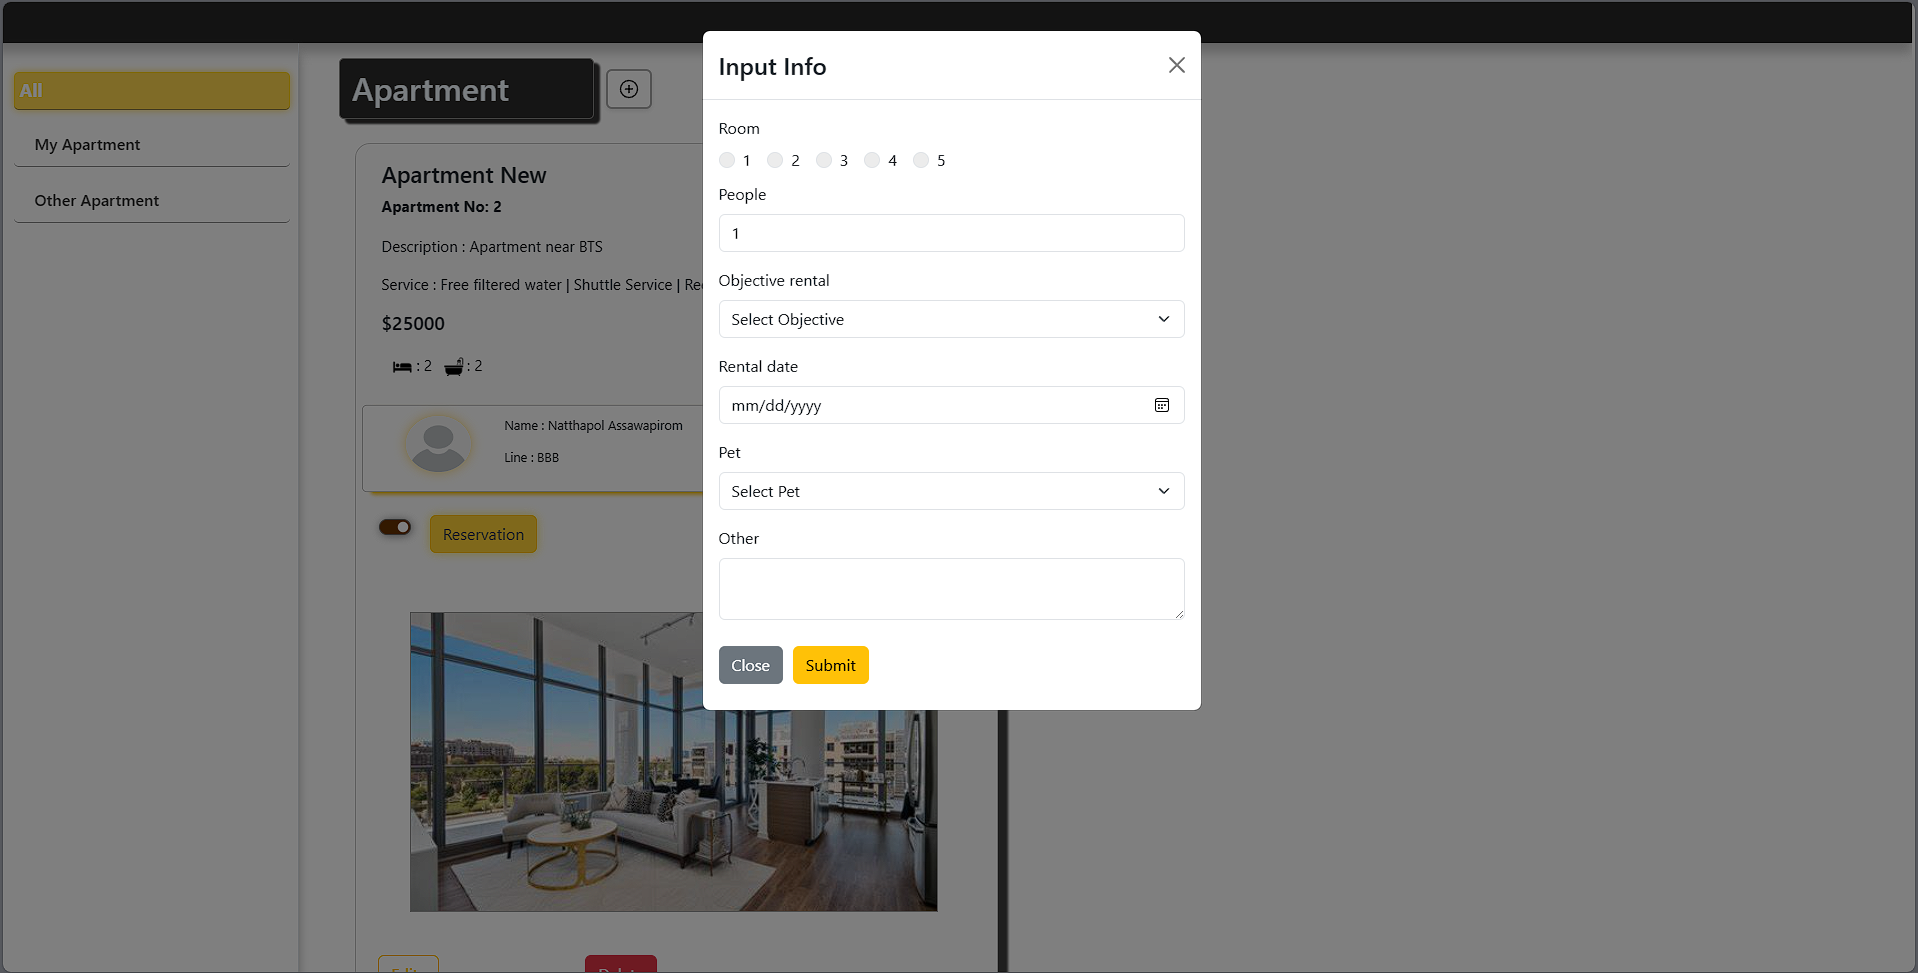 All
My Apartment
Other Apartment
Apartment
Apartment New
Apartment No: 2
Description : Apartment near BTS
Service : Free filtered water | Shuttle Service |
$25000
: 2 : 2
Name : Natthapol Assawapirom
Line : BBB
Reservation
Input Info
Room
1 2 3 4 5
People
1
Objective rental
Select Objective
Rental date
mm/dd/yyyy
Pet
Select Pet
Other
Close Submit